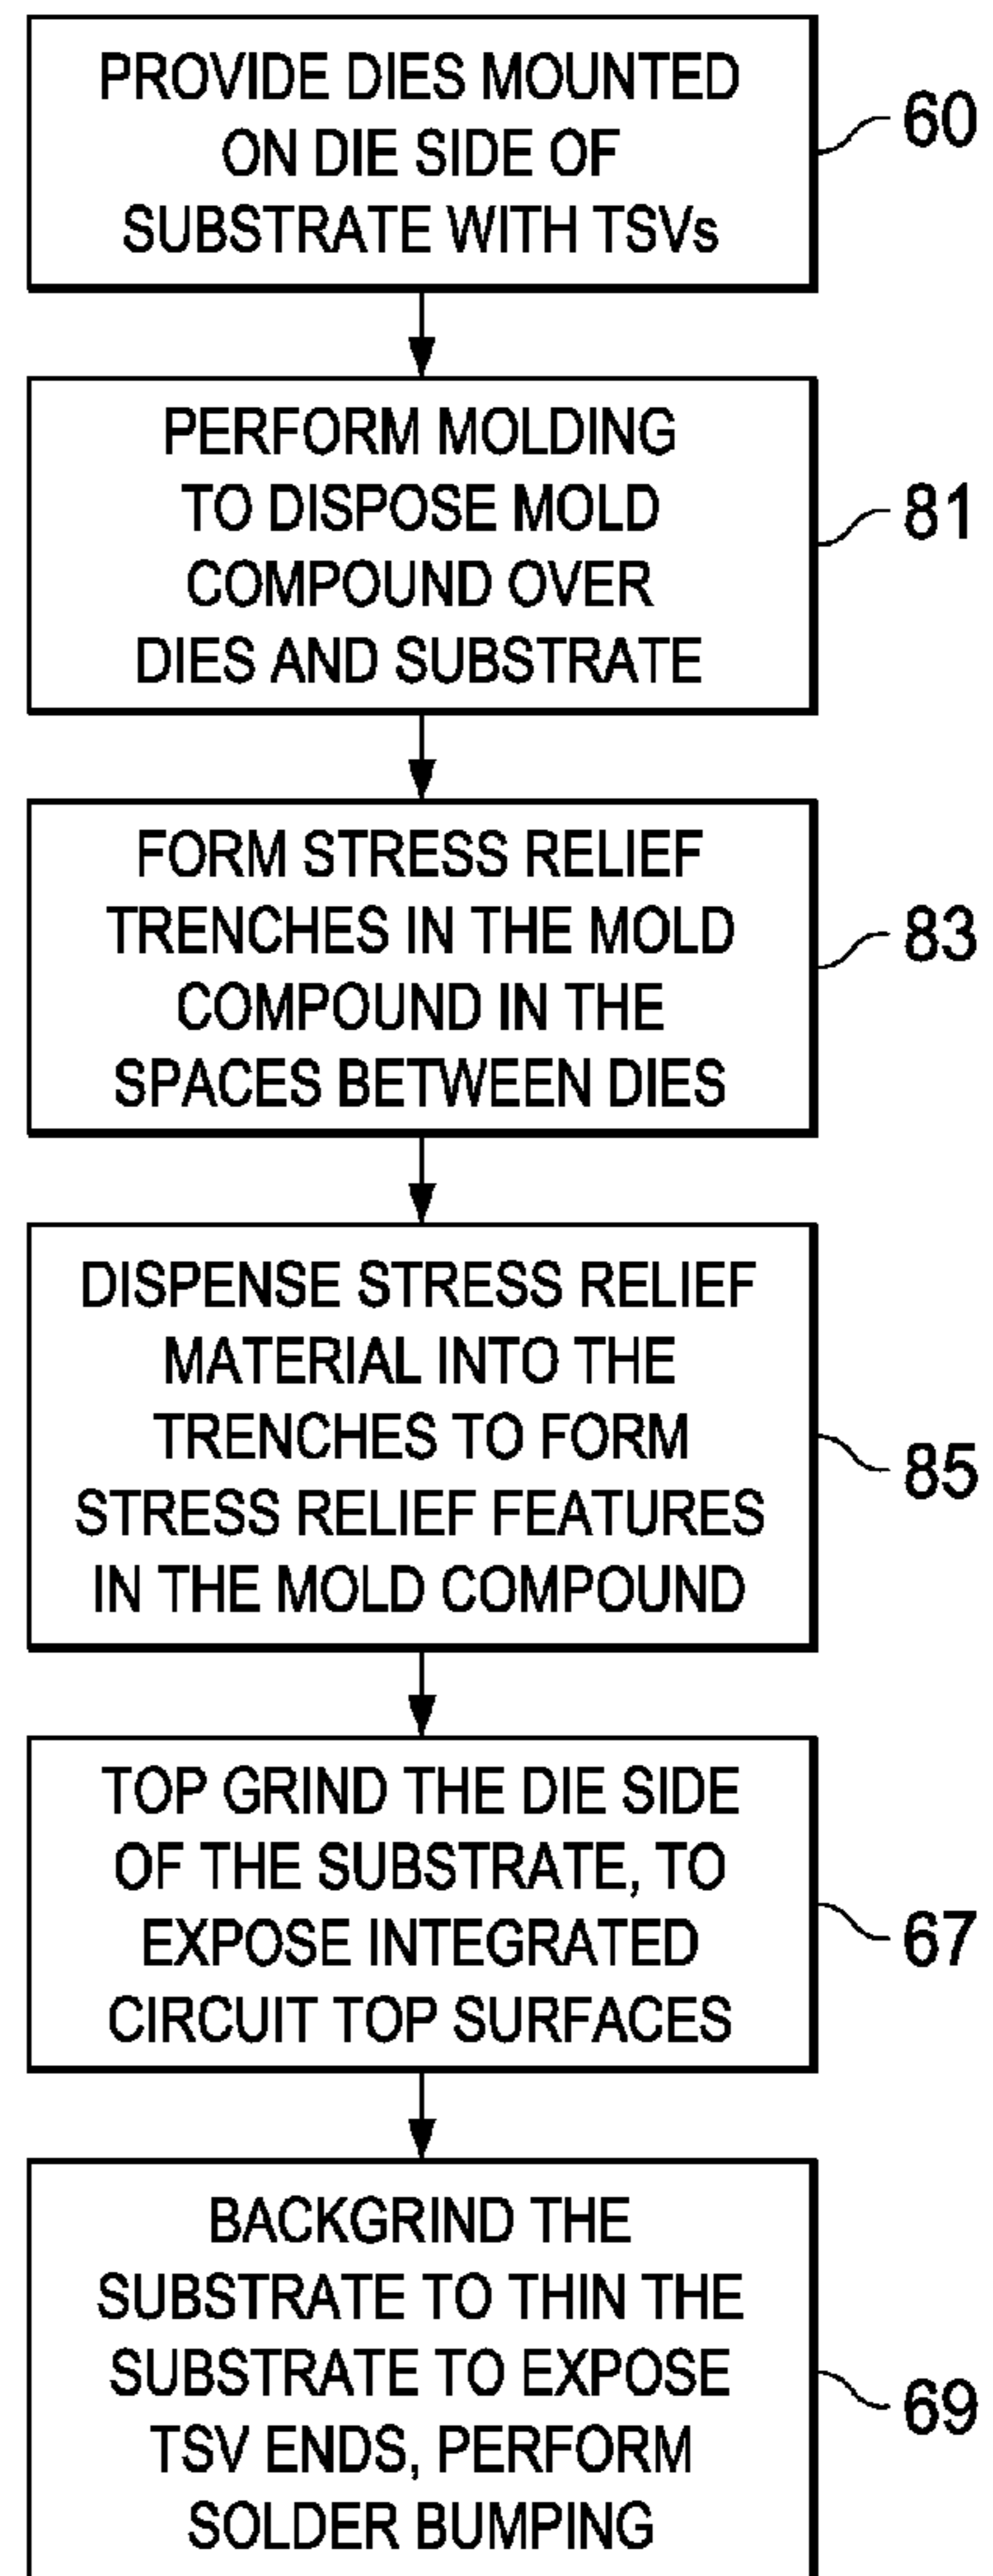 PROVIDE DIES MOUNTED
ON DIE SIDE OF
SUBSTRATE WITH TSVs
60
PERFORM MOLDING
TO DISPOSE MOLD
COMPOUND OVER
DIES AND SUBSTRATE
81
FORM STRESS RELIEF
TRENCHES IN THE MOLD
COMPOUND IN THE
SPACES BETWEEN DIES
83
DISPENSE STRESS RELIEF
MATERIAL INTO THE
TRENCHES TO FORM
STRESS RELIEF FEATURES
IN THE MOLD COMPOUND
85
TOP GRIND THE DIE SIDE
OF THE SUBSTRATE, TO
EXPOSE INTEGRATED
CIRCUIT TOP SURFACES
67
BACKGRIND THE
SUBSTRATE TO THIN THE
SUBSTRATE TO EXPOSE
TSV ENDS, PERFORM
SOLDER BUMPING
69